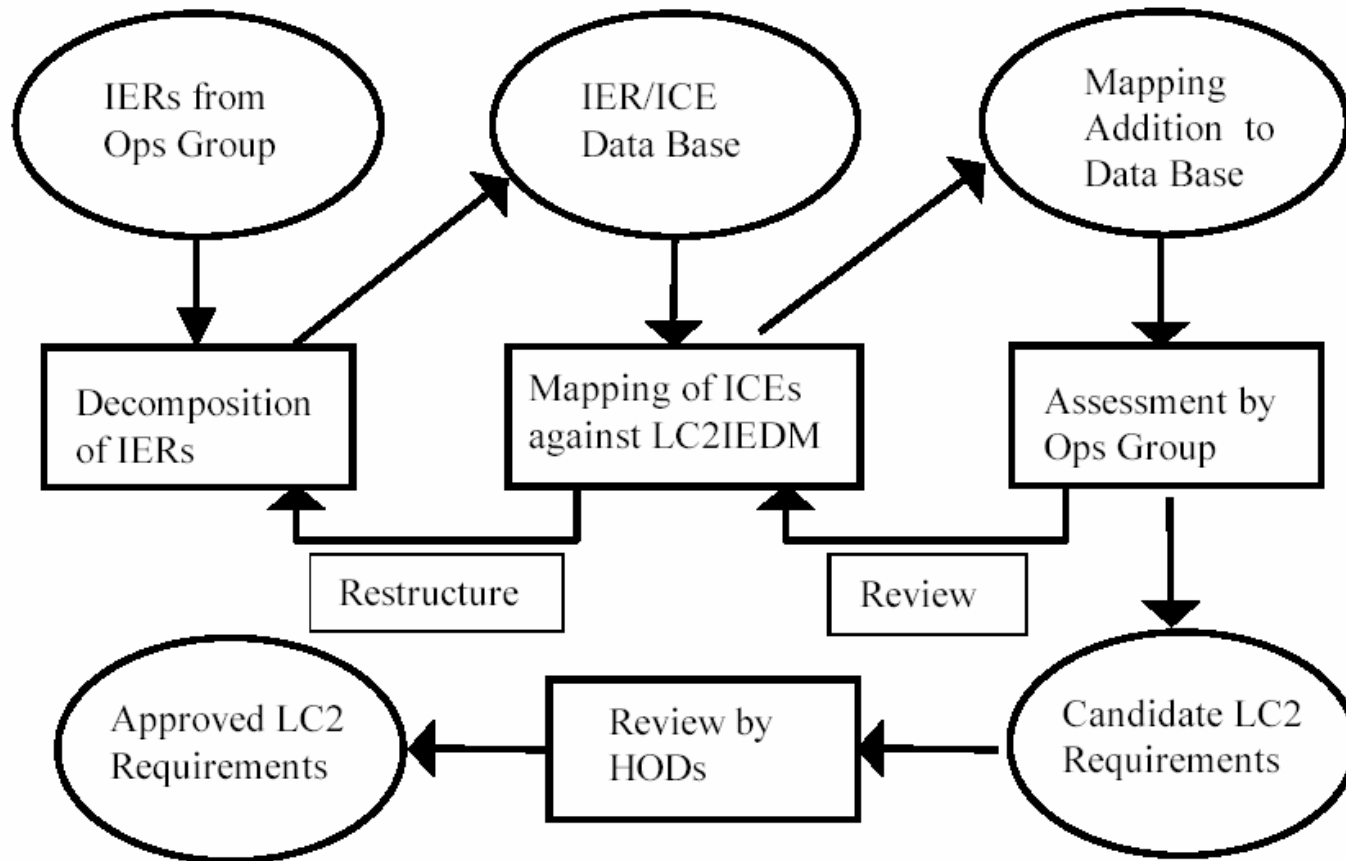 IERs from
Ops Group
IER/ICE
Data Base
Mapping
Addition to
Data Base
Decomposition
of IERs
Mapping of ICEs
against LC2IEDM
Assessment by
Ops Group
Restructure
Review
Approved LC2
Requirements
Review by
HODs
Candidate LC2
Requirements